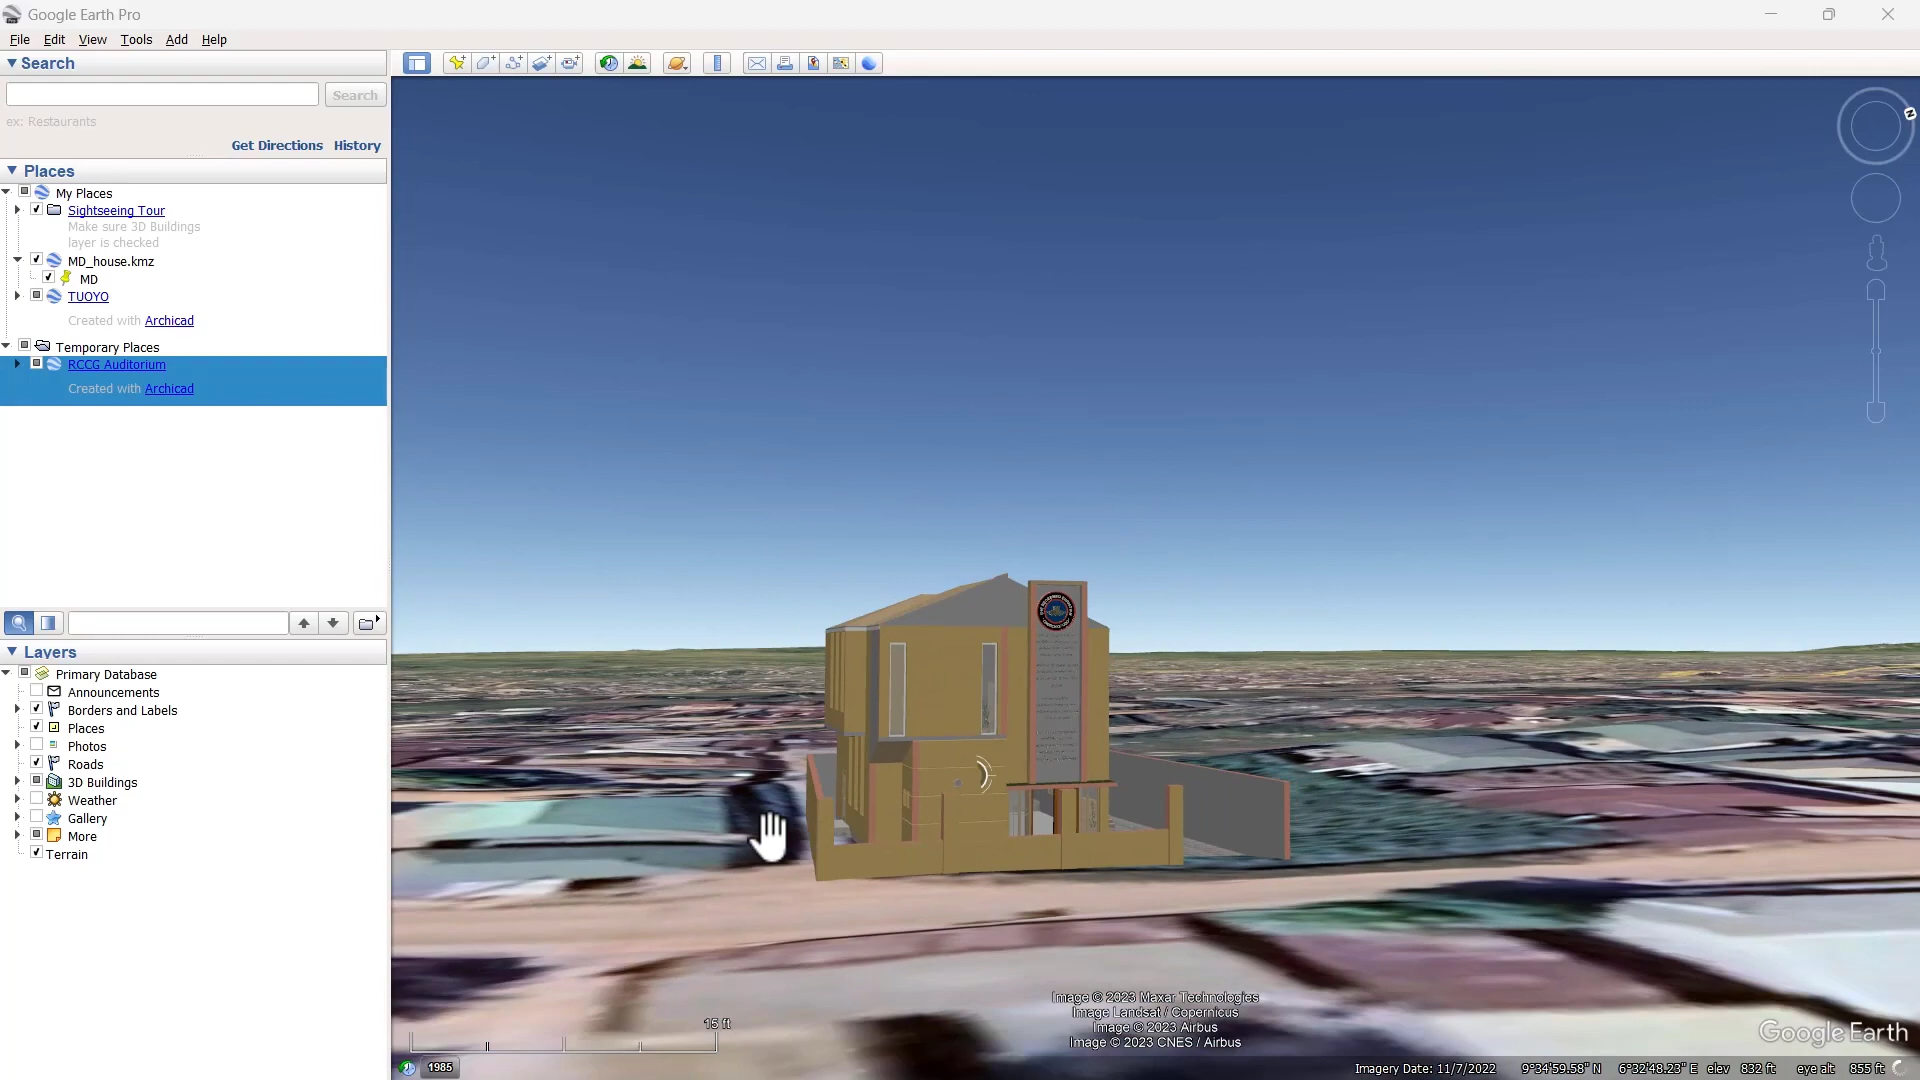 Google Earth Pro
File Edit View Tools Add Help
Search
Search
ex: Restaurants
Get Directions History
Places
My Places
Sightseeing Tour
Make sure 3D Buildings
layer is checked
MD_house.kmz
MD
TUOYO
Created with Archicad
Temporary Places
RCCG Auditorium
Created with Archicad
Layers
Primary Database
Announcements
Borders and Labels
Places
Photos
Roads
3D Buildings
Weather
Gallery
More
Terrain
N
15 ft
Image © 2023 Maxar Technologies
Image Landsat / Copernicus
Image © 2023 Airbus
Image © 2023 CNES / Airbus
Google Earth
1985
Imagery Date: 11/7/2022 9°34'59.58" N 6°32'48.23" E elev 832 ft eye alt 855 ft